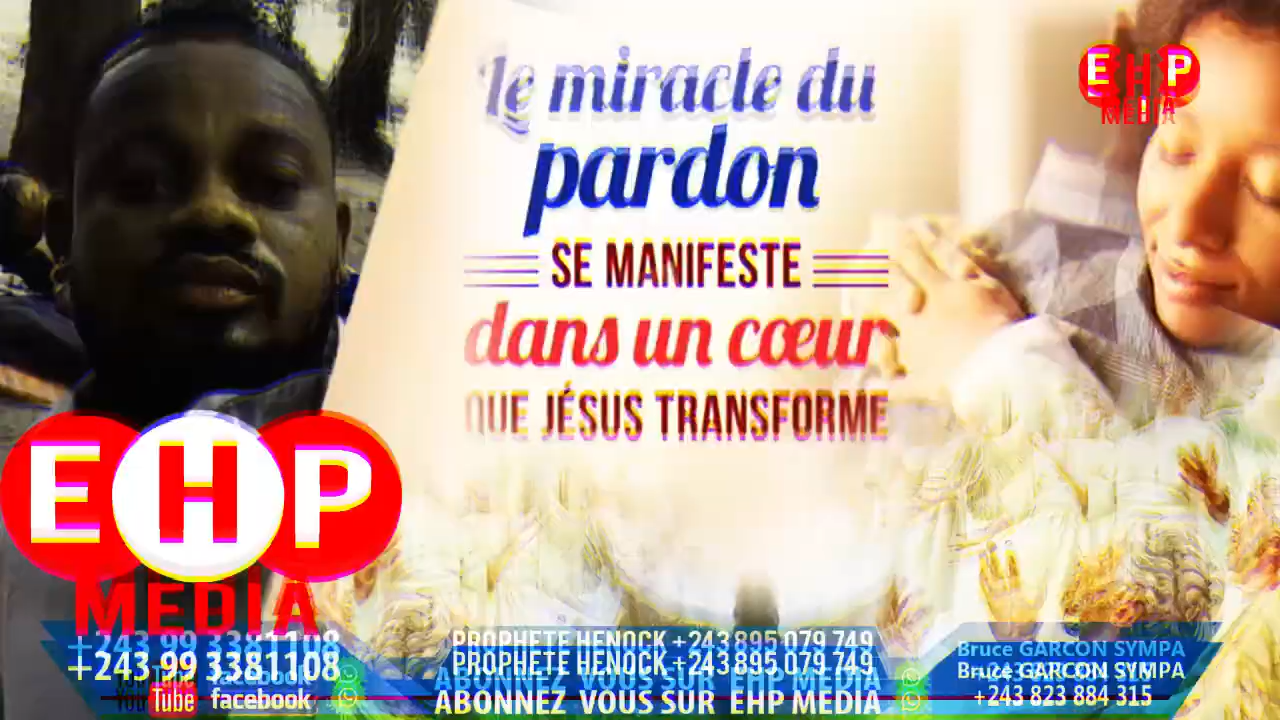 Le miracle du
pardon
SE MANIFESTE
dans un cœur
QUE JÉSUS TRANSFORME
EHP
MEDIA
EHP
MEDIA
+243 99 3381108
+243 99 3381108
You Tube facebook
PROPHETE HENOCK +243 895 079 749
PROPHETE HENOCK +243 895 079 749
ABONNEZ VOUS SUR EHP MEDIA
ABONNEZ VOUS SUR EHP MEDIA
Bruce GARCON SYMPA
Bruce GARCON SYMPA
+243 823 884 315